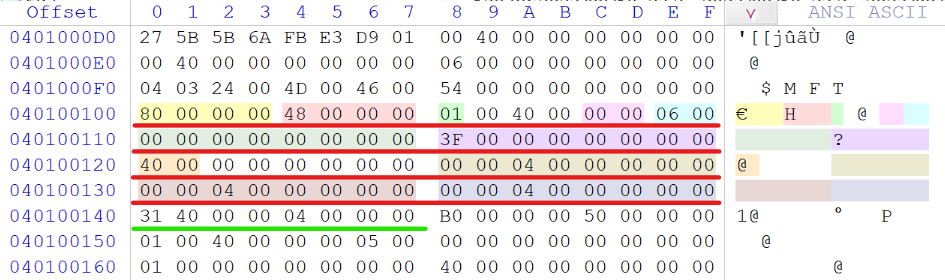 Offset 0 1 2 3 4 5 6 7 8 9 A B C D E F ANSI ASCII
0401000D0 27 5B 5B 6A FB E3 D9 01 00 40 00 00 00 00 00 00 '[[jûãÙ @
0401000E0 00 40 00 00 00 00 00 00 06 00 00 00 00 00 00 00 @
0401000F0 04 03 24 00 4D 00 46 00 54 00 00 00 00 00 00 00 $ M F T
040100100 80 00 00 00 48 00 00 00 01 00 40 00 00 00 06 00 € H @
040100110 00 00 00 00 00 00 00 00 3F 00 00 00 00 00 00 00 ?
040100120 40 00 00 00 00 00 00 00 00 00 04 00 00 00 00 00 @
040100130 00 00 04 00 00 00 00 00 00 00 04 00 00 00 00 00
040100140 31 40 00 00 04 00 00 00 B0 00 00 00 50 00 00 00 1@ ° P
040100150 01 00 40 00 00 00 05 00 00 00 00 00 00 00 00 00 @
040100160 01 00 00 00 00 00 00 00 40 00 00 00 00 00 00 00 @